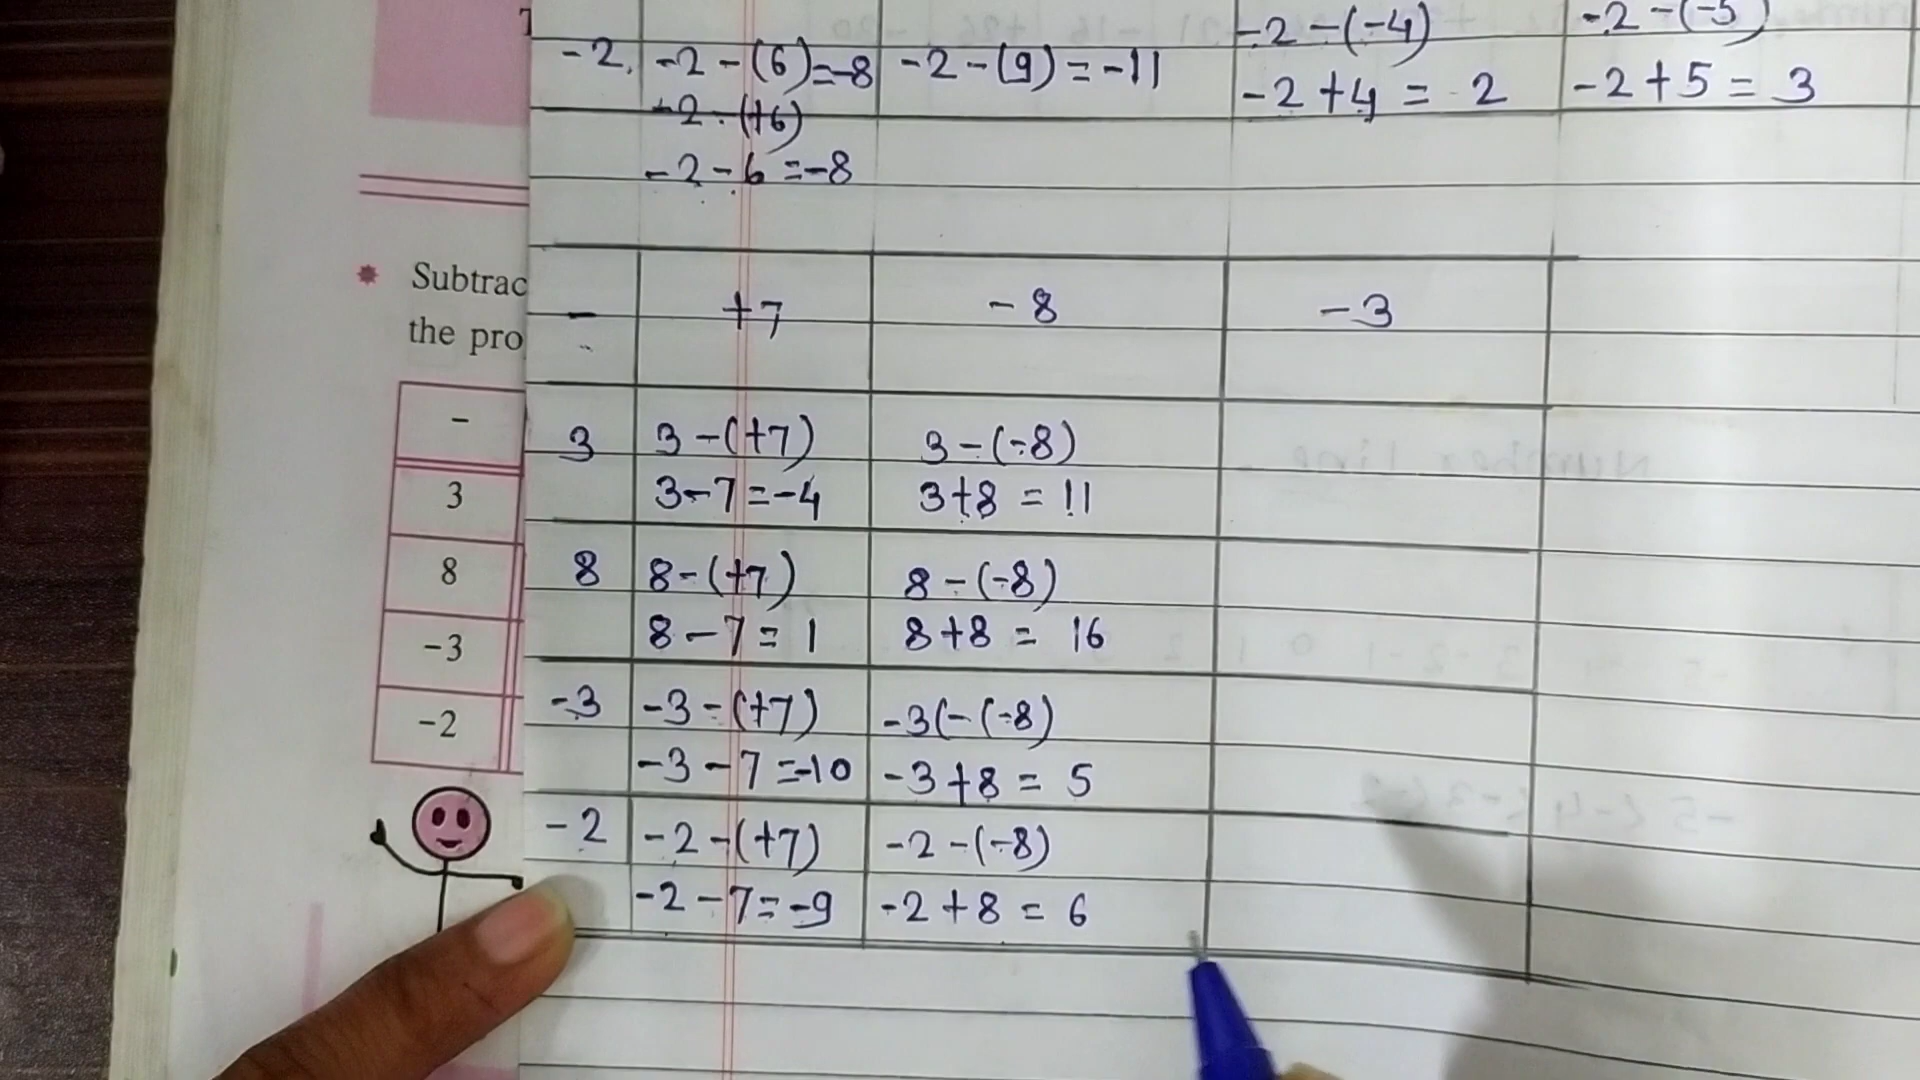 -2 -(-4)
-2 -(-5)
-2, -2 -(6)=-8 -2-(9) = -11
-2+4 = 2 -2+5 = 3
-2-(+6)
-2-6 =-8
Subtrac
the pro
- +7 -8 -3
-
3
8
-3
-2
3 3-(+7) 3-(-8)
3-7=-4 3+8 = 11
8 8-(+7) 8-(-8)
8-7= 1 8+8 = 16
-3 -3-(+7) -3(-(-8)
-3-7=-10 -3+8 = 5
-2 -2-(+7) -2-(-8)
-2-7=-9 -2+8 = 6